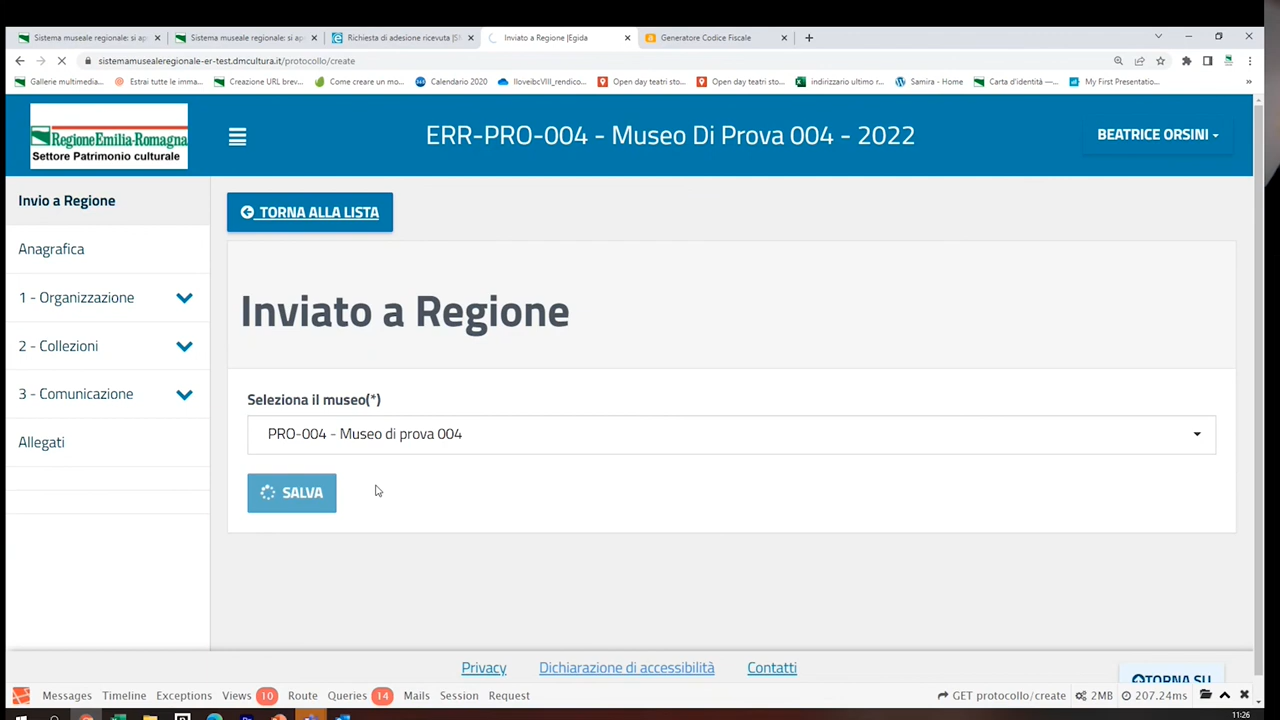 Sistema museale regionale: si ap
Sistema museale regionale: si ap
Richiesta di adesione ricevuta |S
Inviato a Regione |Egida
Generatore Codice Fiscale
sistemamusealeregionale-er-test.dmcultura.it/protocollo/create
Gallerie multimedia...
Estrai tutte le imma...
Creazione URL brev...
Come creare un mo...
Calendario 2020
IloveibcVIII_rendico...
Open day teatri sto...
Open day teatri sto...
indirizzario ultimo r...
Samira - Home
Carta d'identità —...
My First Presentatio...
»
RegioneEmilia-Romagna
Settore Patrimonio culturale
ERR-PRO-004 - Museo Di Prova 004 - 2022
BEATRICE ORSINI
Invio a Regione
Anagrafica
1 - Organizzazione
2 - Collezioni
3 - Comunicazione
Allegati
TORNA ALLA LISTA
Inviato a Regione
Seleziona il museo(*)
PRO-004 - Museo di prova 004
SALVA
Privacy
Dichiarazione di accessibilità
Contatti
TORNA SU
Messages
Timeline
Exceptions
Views 10
Route
Queries 14
Mails
Session
Request
GET protocollo/create
2MB
207.24ms
11:26